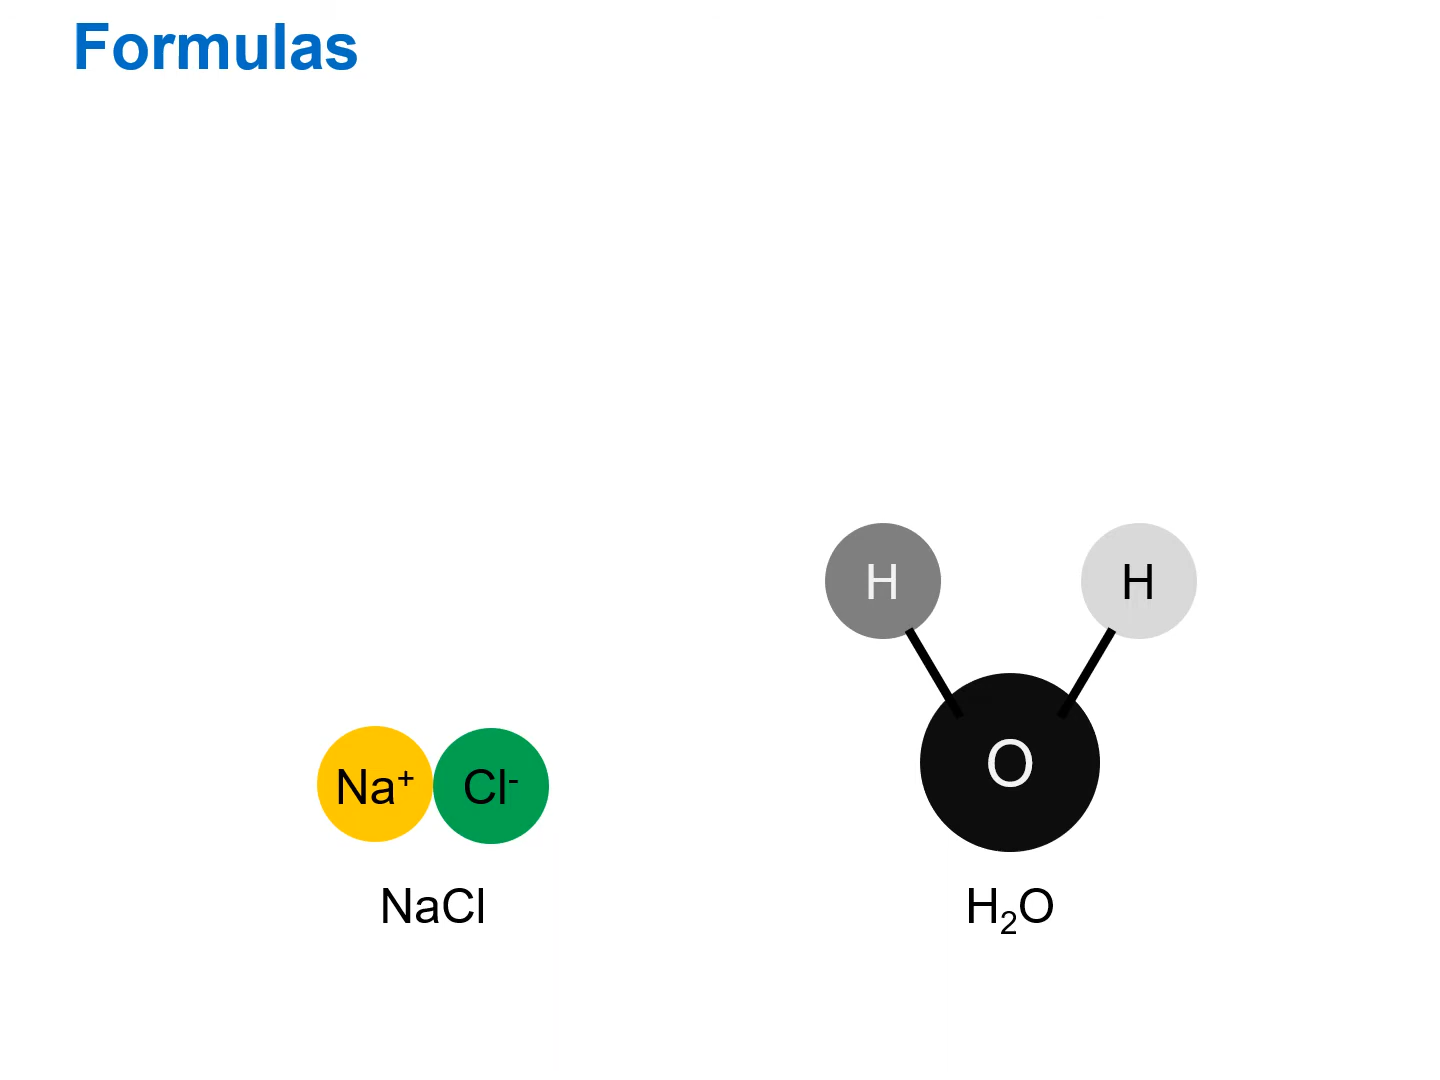 Formulas
H H
O
Na⁺ Cl⁻
NaCl H₂O